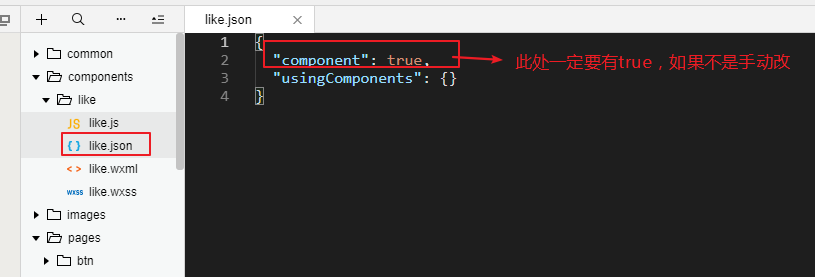 like.json
common
components
like
JS like.js
{ } like.json
< > like.wxml
wxss like.wxss
images
pages
btn
1 {
2 "component": true,
3 "usingComponents": {}
4 }
此处一定要有true，如果不是手动改